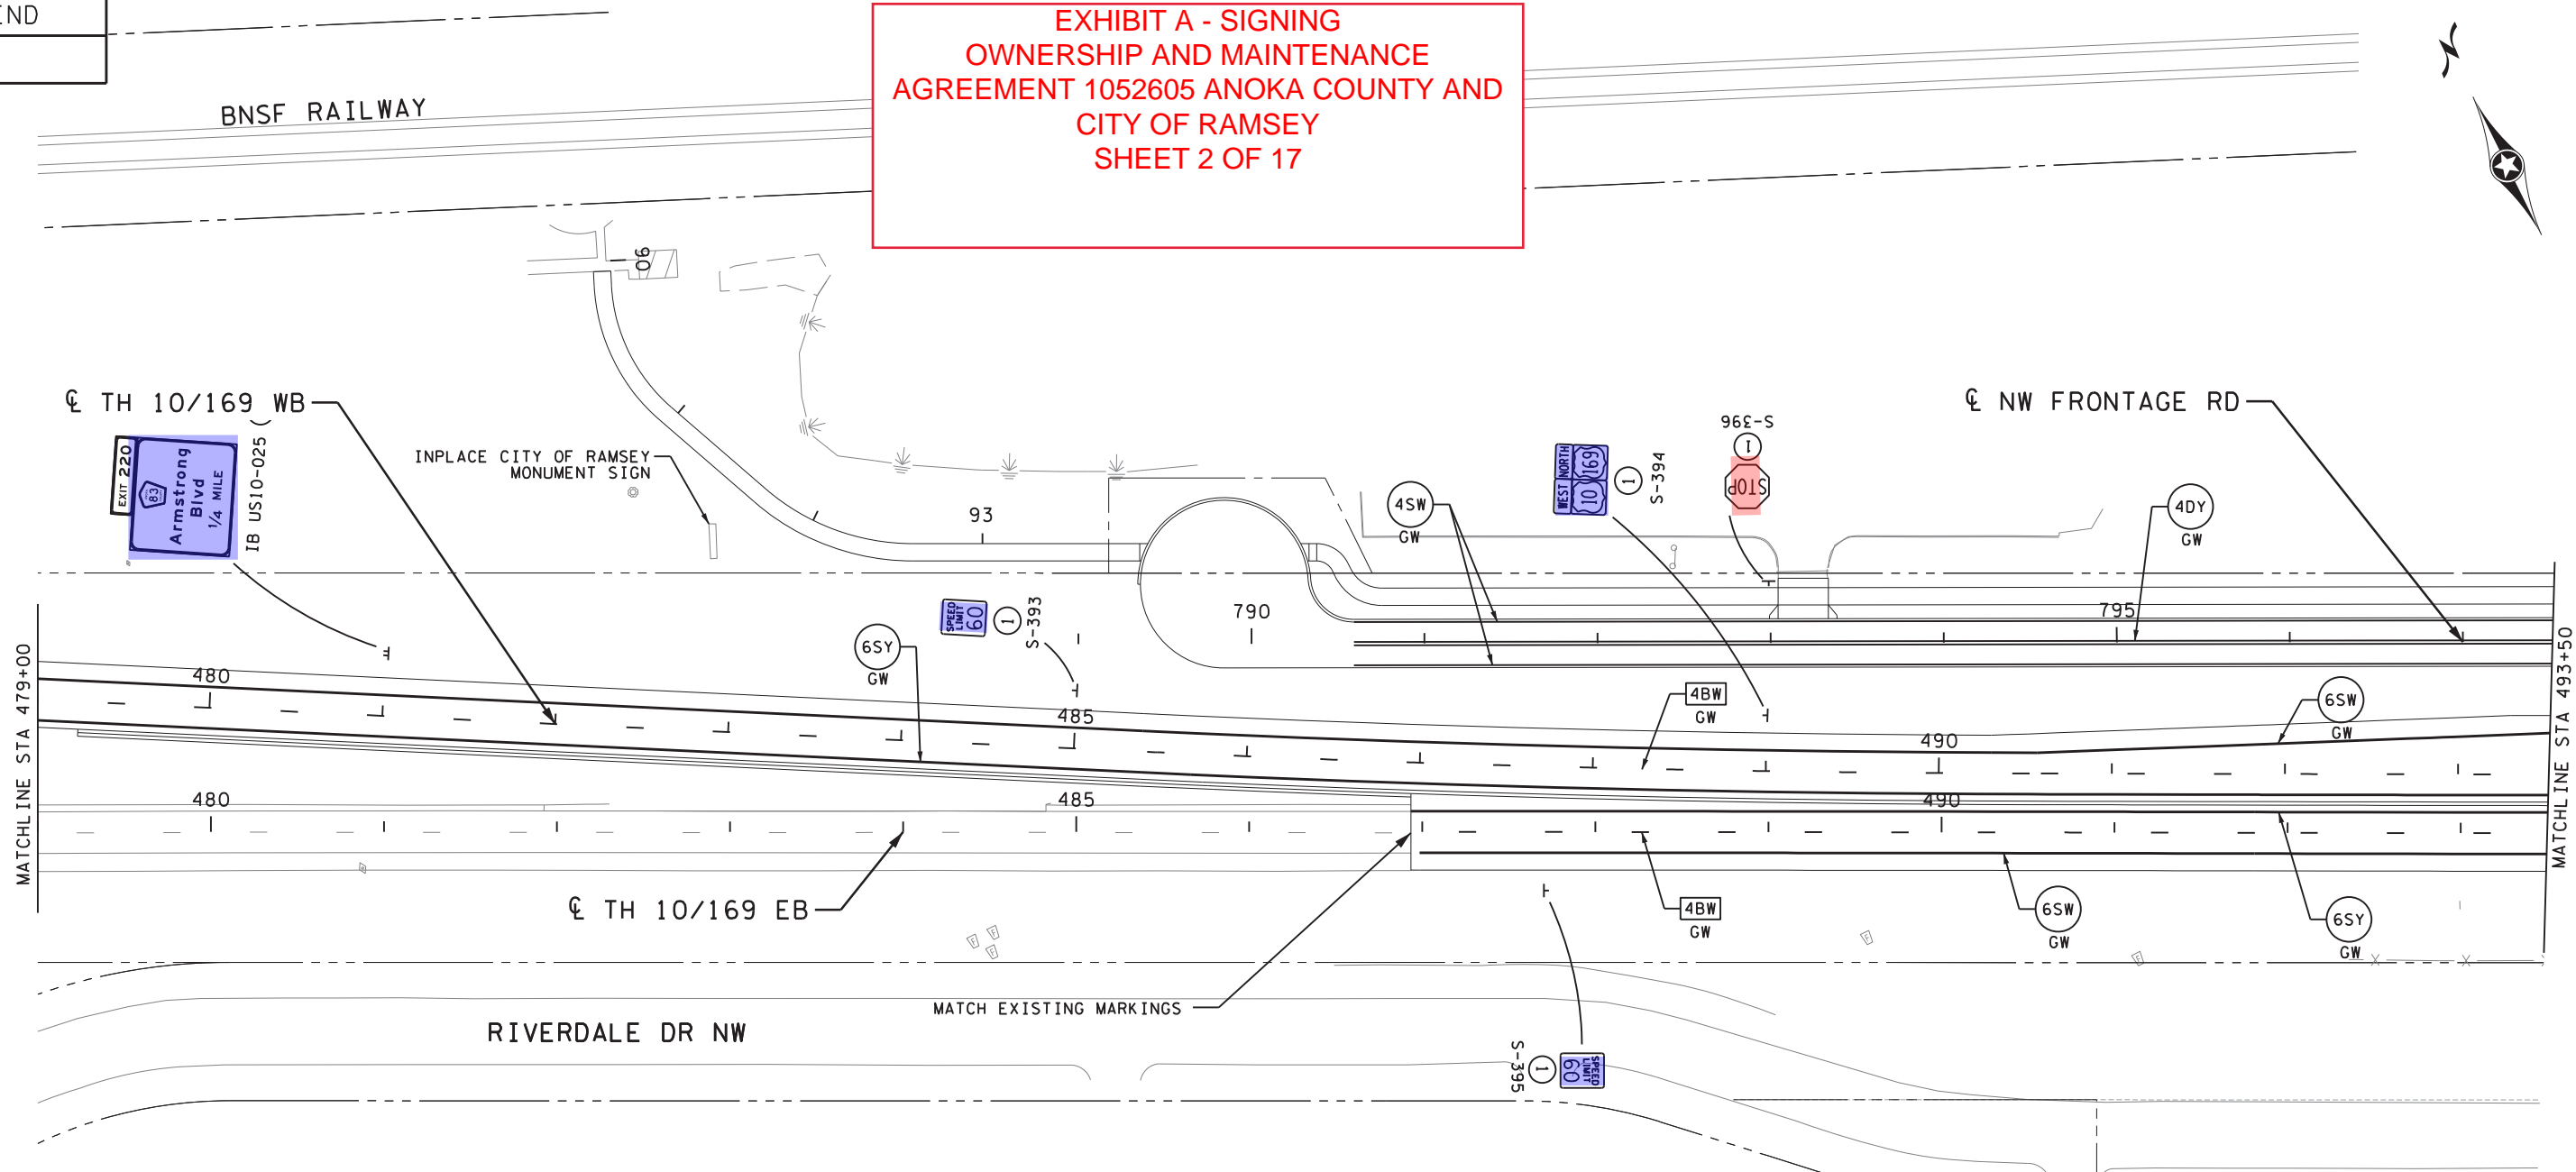 END
EXHIBIT A - SIGNING
OWNERSHIP AND MAINTENANCE
AGREEMENT 1052605 ANOKA COUNTY AND
CITY OF RAMSEY
SHEET 2 OF 17
BNSF RAILWAY
90
℄ TH 10/169 WB
EXIT 220
83
Armstrong
Blvd
1/4 MILE
IB US10-025
INPLACE CITY OF RAMSEY
MONUMENT SIGN
93
WEST NORTH
10 169
1
S-394
S-396
1
STOP
℄ NW FRONTAGE RD
4SW
GW
4DY
GW
SPEED
LIMIT
60
1
S-393
790
795
6SY
GW
MATCHLINE STA 479+00
480
485
490
4BW
GW
6SW
GW
MATCHLINE STA 493+50
480
485
490
℄ TH 10/169 EB
4BW
GW
6SW
GW
6SY
GW
MATCH EXISTING MARKINGS
RIVERDALE DR NW
S-395
1
SPEED
LIMIT
60